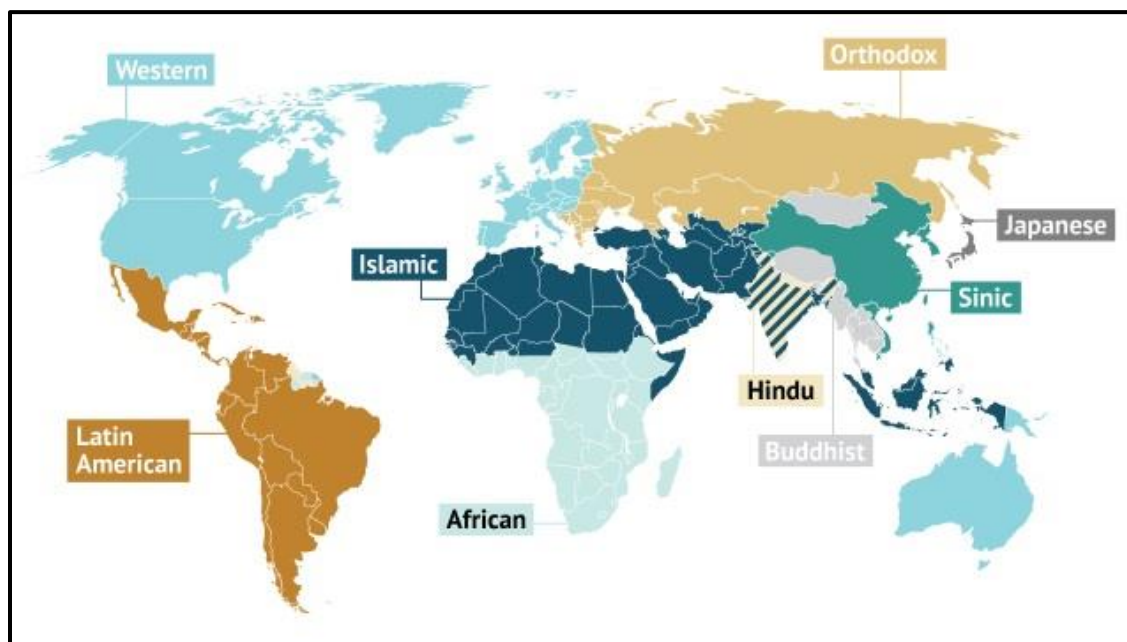 Western
Orthodox
Islamic
Japanese
Sinic
Hindu
Latin
American
Buddhist
African